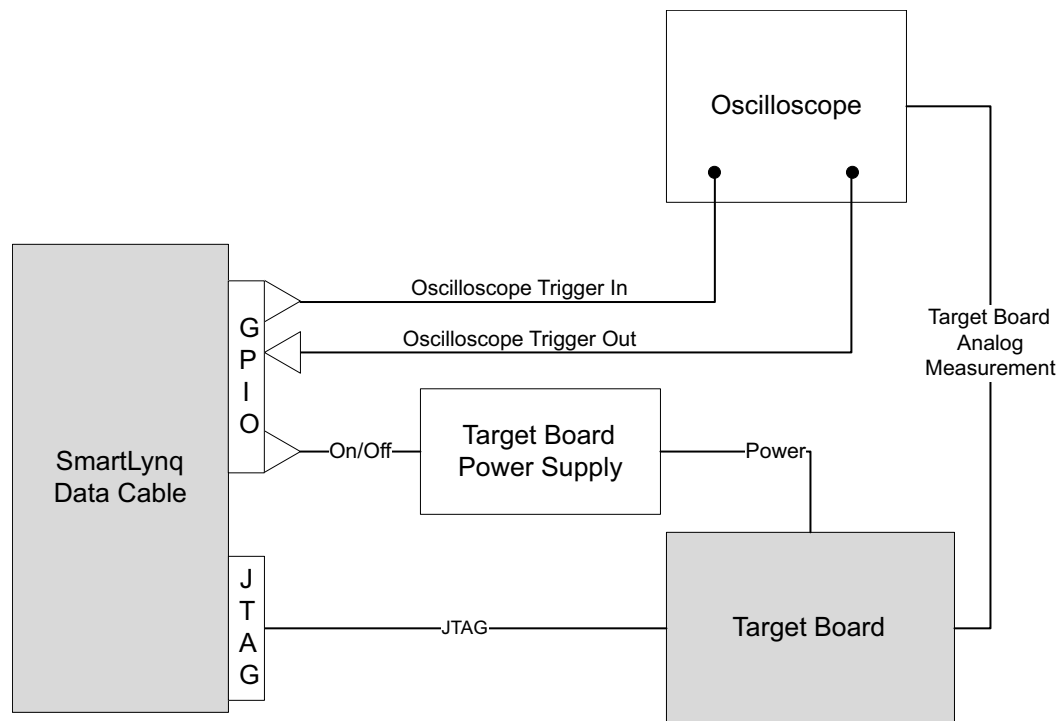 Oscilloscope
Oscilloscope Trigger In
Oscilloscope Trigger Out
Target Board
Analog
Measurement
G
P
I
O
On/Off
Target Board
Power Supply
Power
SmartLynq
Data Cable
J
T
A
G
JTAG
Target Board